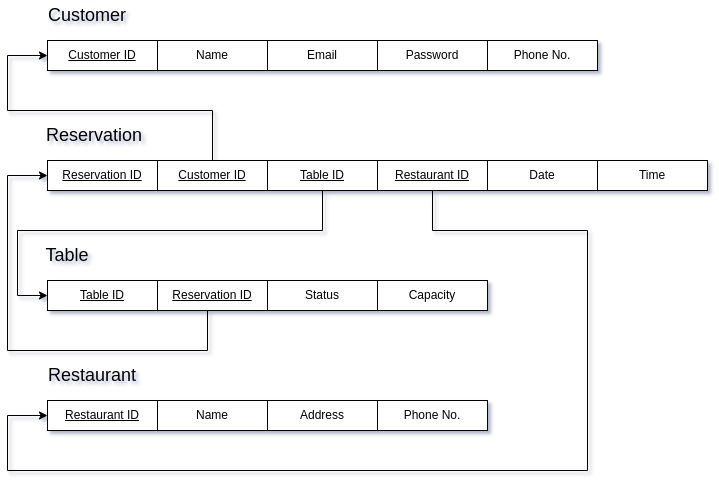 Customer
Customer ID Name Email Password Phone No.
Reservation
Reservation ID Customer ID Table ID Restaurant ID Date Time
Table
Table ID Reservation ID Status Capacity
Restaurant
Restaurant ID Name Address Phone No.